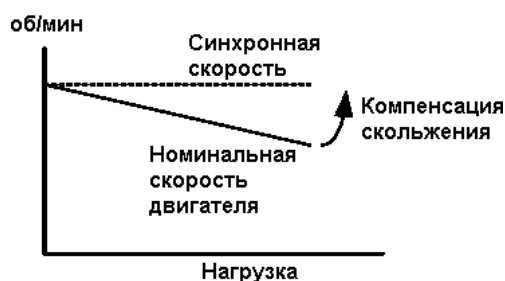 об/мин
Синхронная
скорость
Компенсация
скольжения
Номинальная
скорость
двигателя
Нагрузка